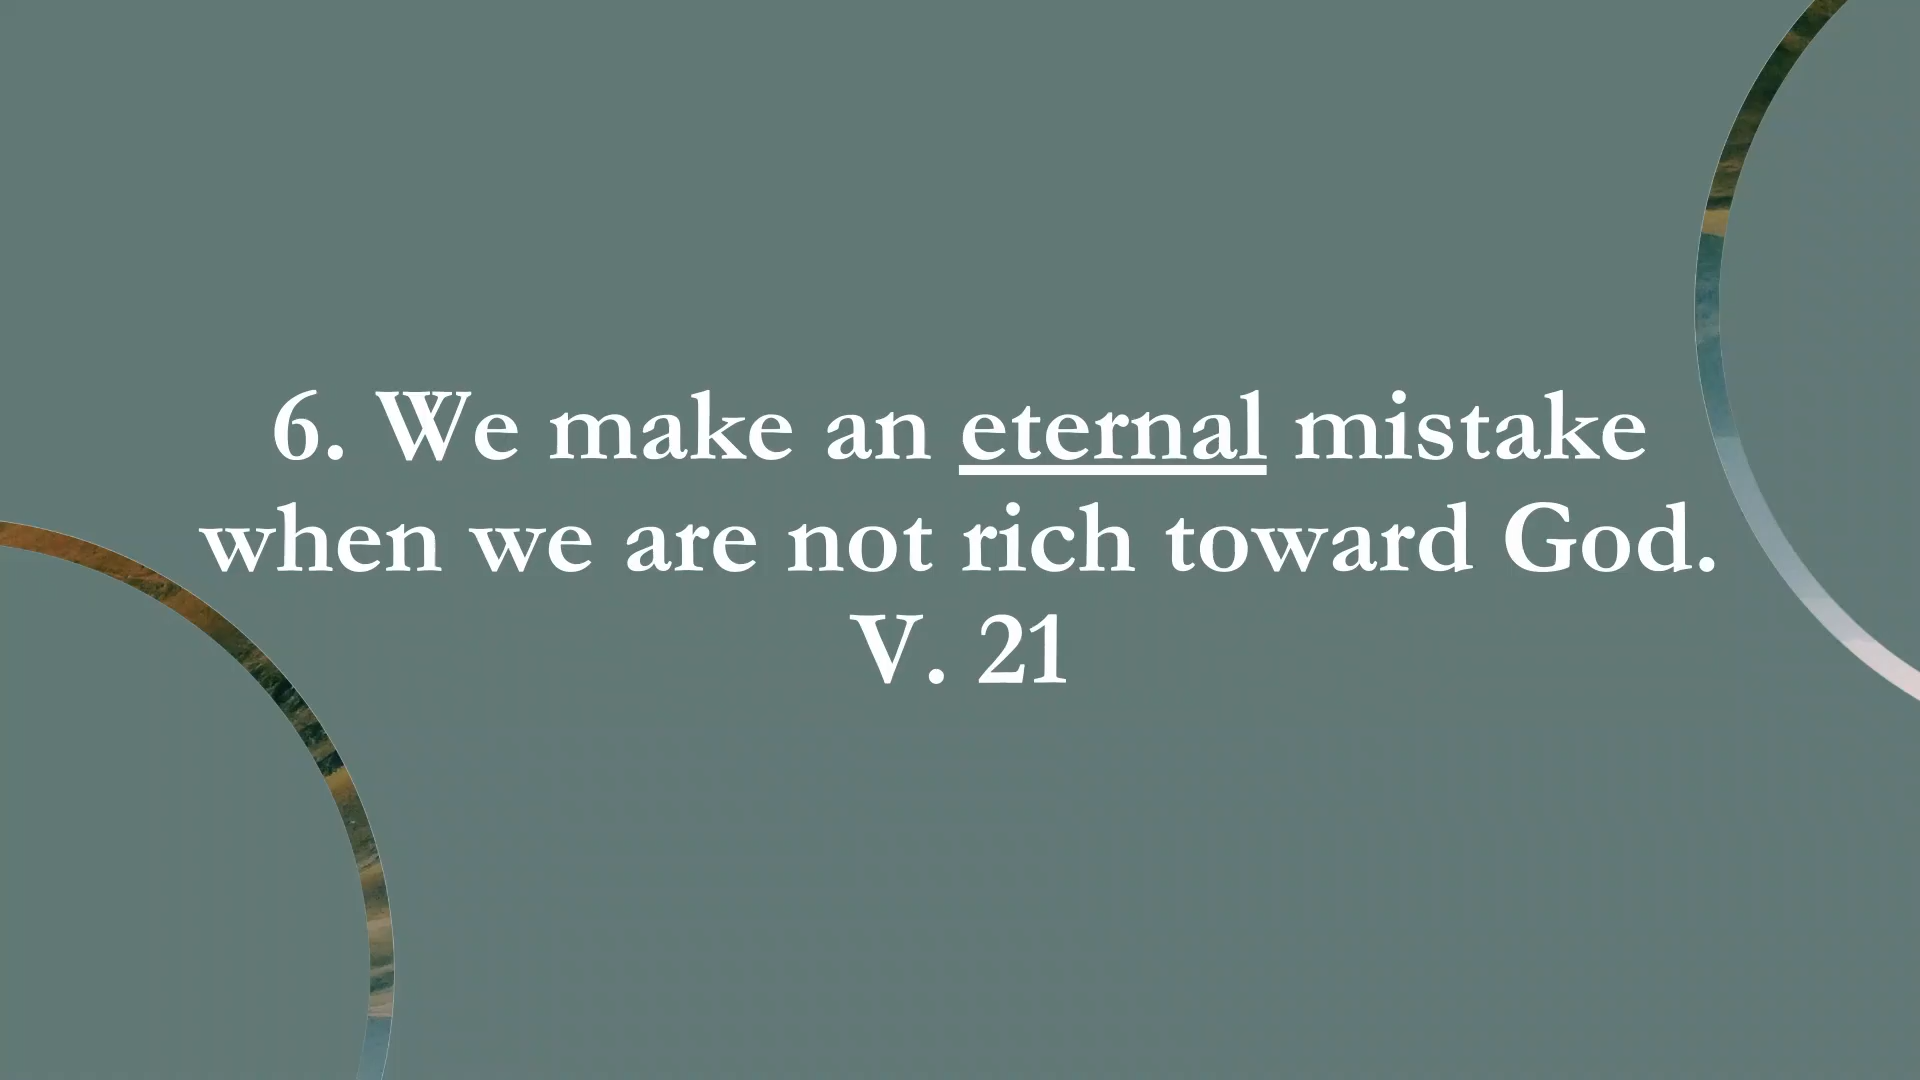 6. We make an eternal mistake
when we are not rich toward God.
V. 21